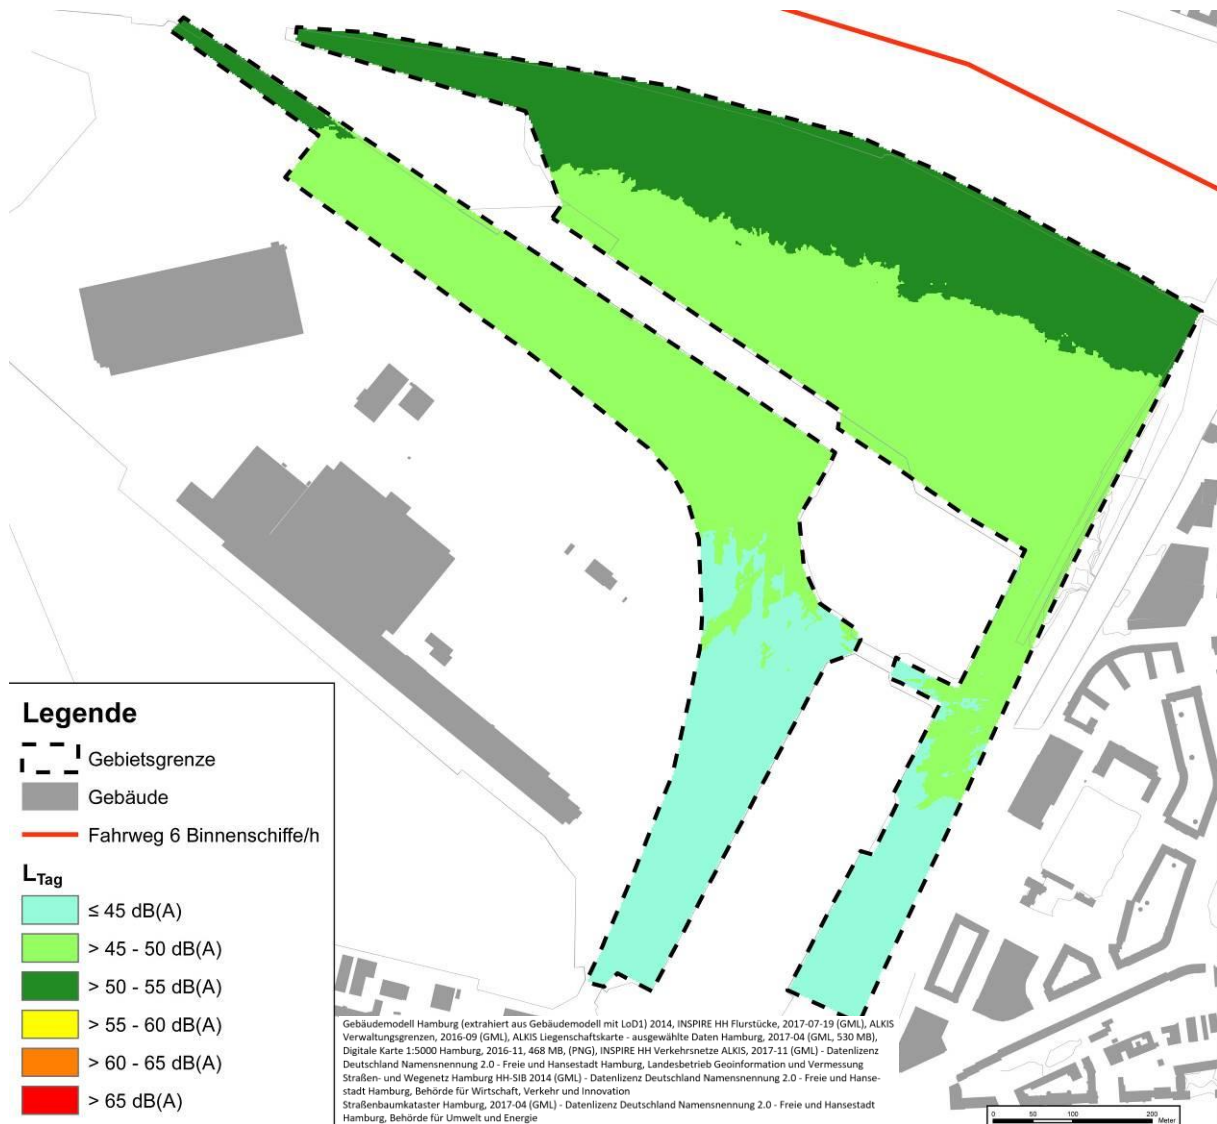 Legende
Gebietsgrenze
Gebäude
Fahrweg 6 Binnenschiffe/h
LTag
≤ 45 dB(A)
> 45 - 50 dB(A)
> 50 - 55 dB(A)
> 55 - 60 dB(A)
> 60 - 65 dB(A)
> 65 dB(A)
Gebäudemodell Hamburg (extrahiert aus Gebäudemodell mit LoD1) 2014, INSPIRE HH Flurstücke, 2017-07-19 (GML), ALKIS
Verwaltungsgrenzen, 2016-09 (GML), ALKIS Liegenschaftskarte - ausgewählte Daten Hamburg, 2017-04 (GML, 530 MB),
Digitale Karte 1:5000 Hamburg, 2016-11, 468 MB, (PNG), INSPIRE HH Verkehrsnetze ALKIS, 2017-11 (GML) - Datenlizenz
Deutschland Namensnennung 2.0 - Freie und Hansestadt Hamburg, Landesbetrieb Geoinformation und Vermessung
Straßen- und Wegenetz Hamburg HH-SIB 2014 (GML) - Datenlizenz Deutschland Namensnennung 2.0 - Freie und Hanse-
stadt Hamburg, Behörde für Wirtschaft, Verkehr und Innovation
Straßenbaumkataster Hamburg, 2017-04 (GML) - Datenlizenz Deutschland Namensnennung 2.0 - Freie und Hansestadt
Hamburg, Behörde für Umwelt und Energie
0 50 100 200
Meter